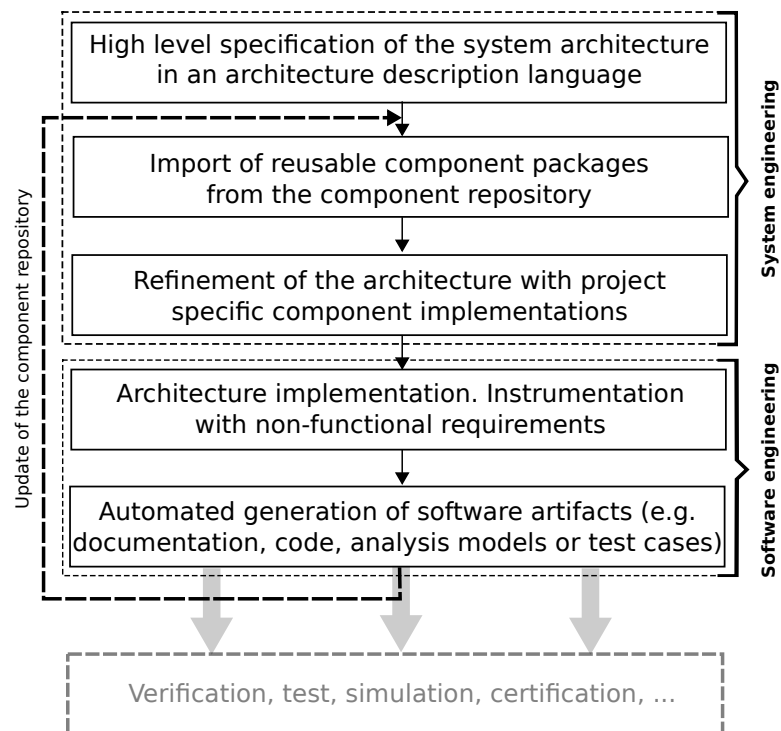 High level specification of the system architecture
in an architecture description language
Import of reusable component packages
from the component repository
Refinement of the architecture with project
specific component implementations
System engineering
Architecture implementation. Instrumentation
with non-functional requirements
Automated generation of software artifacts (e.g.
documentation, code, analysis models or test cases)
Software engineering
Update of the component repository
Verification, test, simulation, certification, ...